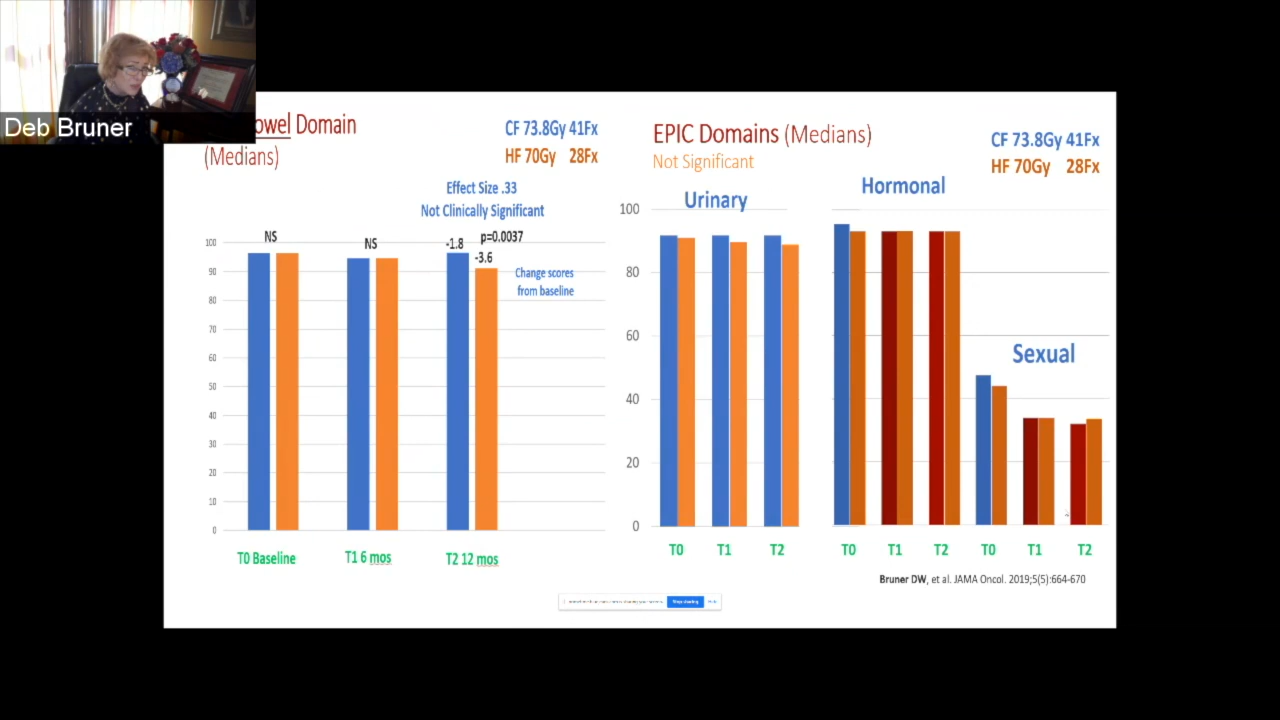 Deb Bruner
owel Domain
(Medians)
CF 73.8Gy 41Fx
HF 70Gy 28Fx
Effect Size .33
Not Clinically Significant
NS
NS
-1.8
p=0.0037
-3.6
Change scores
from baseline
100
90
80
70
60
50
40
30
20
10
0
T0 Baseline
T1 6 mos
T2 12 mos
EPIC Domains (Medians)
Not Significant
CF 73.8Gy 41Fx
HF 70Gy 28Fx
Urinary
Hormonal
Sexual
100
80
60
40
20
0
T0
T1
T2
T0
T1
T2
T0
T1
T2
Bruner DW, et al. JAMA Oncol. 2019;5(5):664-670
Stop sharing